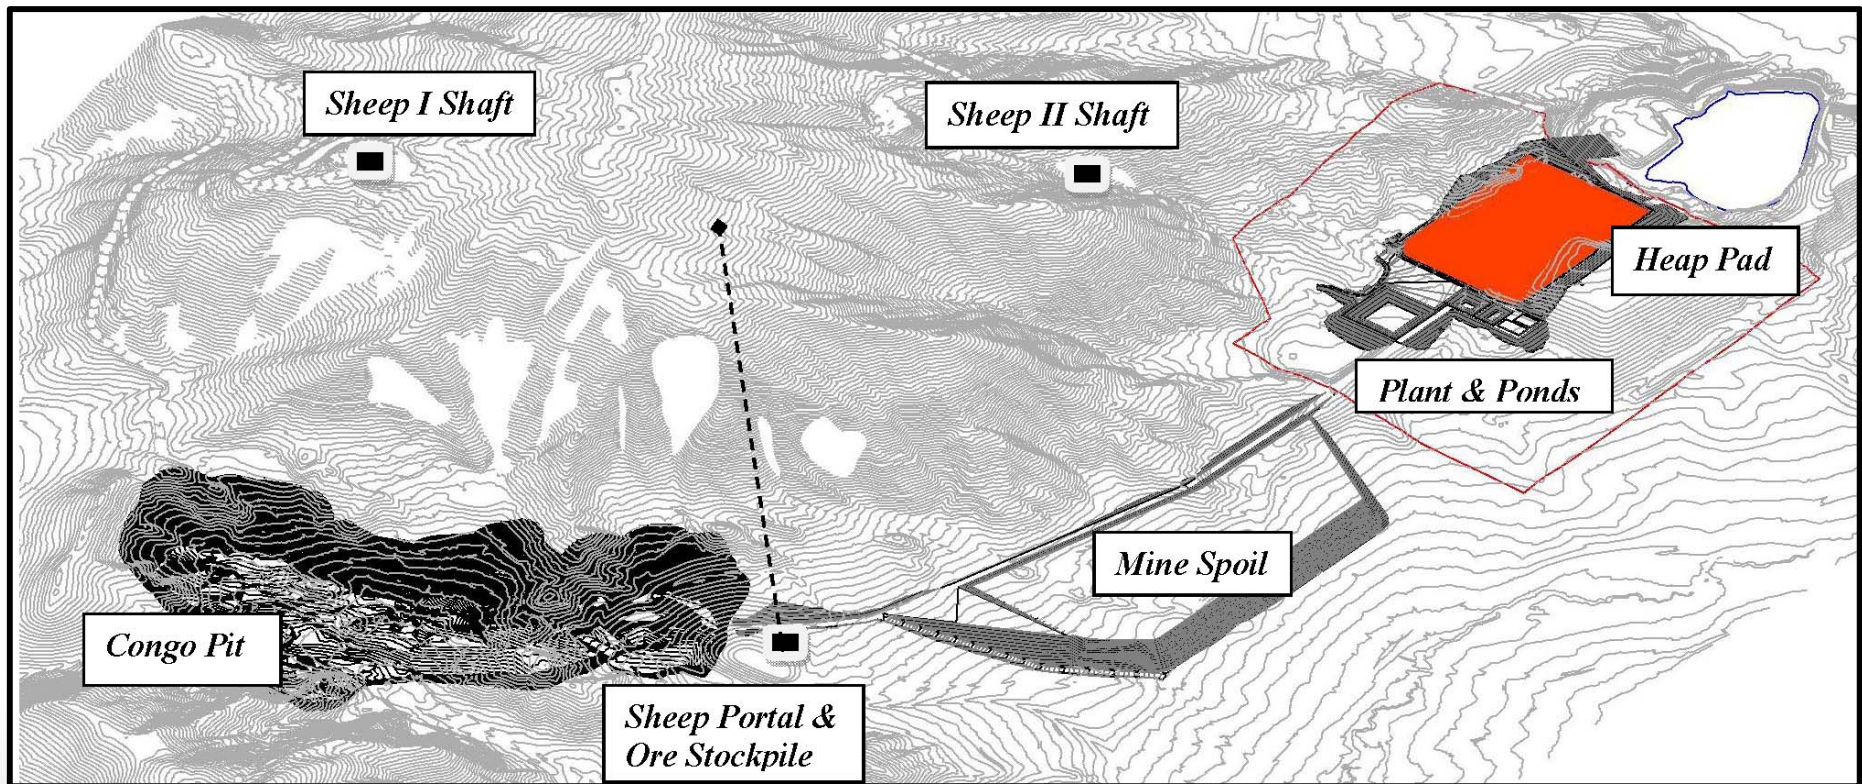 Sheep I Shaft
Sheep II Shaft
Heap Pad
Plant & Ponds
Mine Spoil
Congo Pit
Sheep Portal &
Ore Stockpile